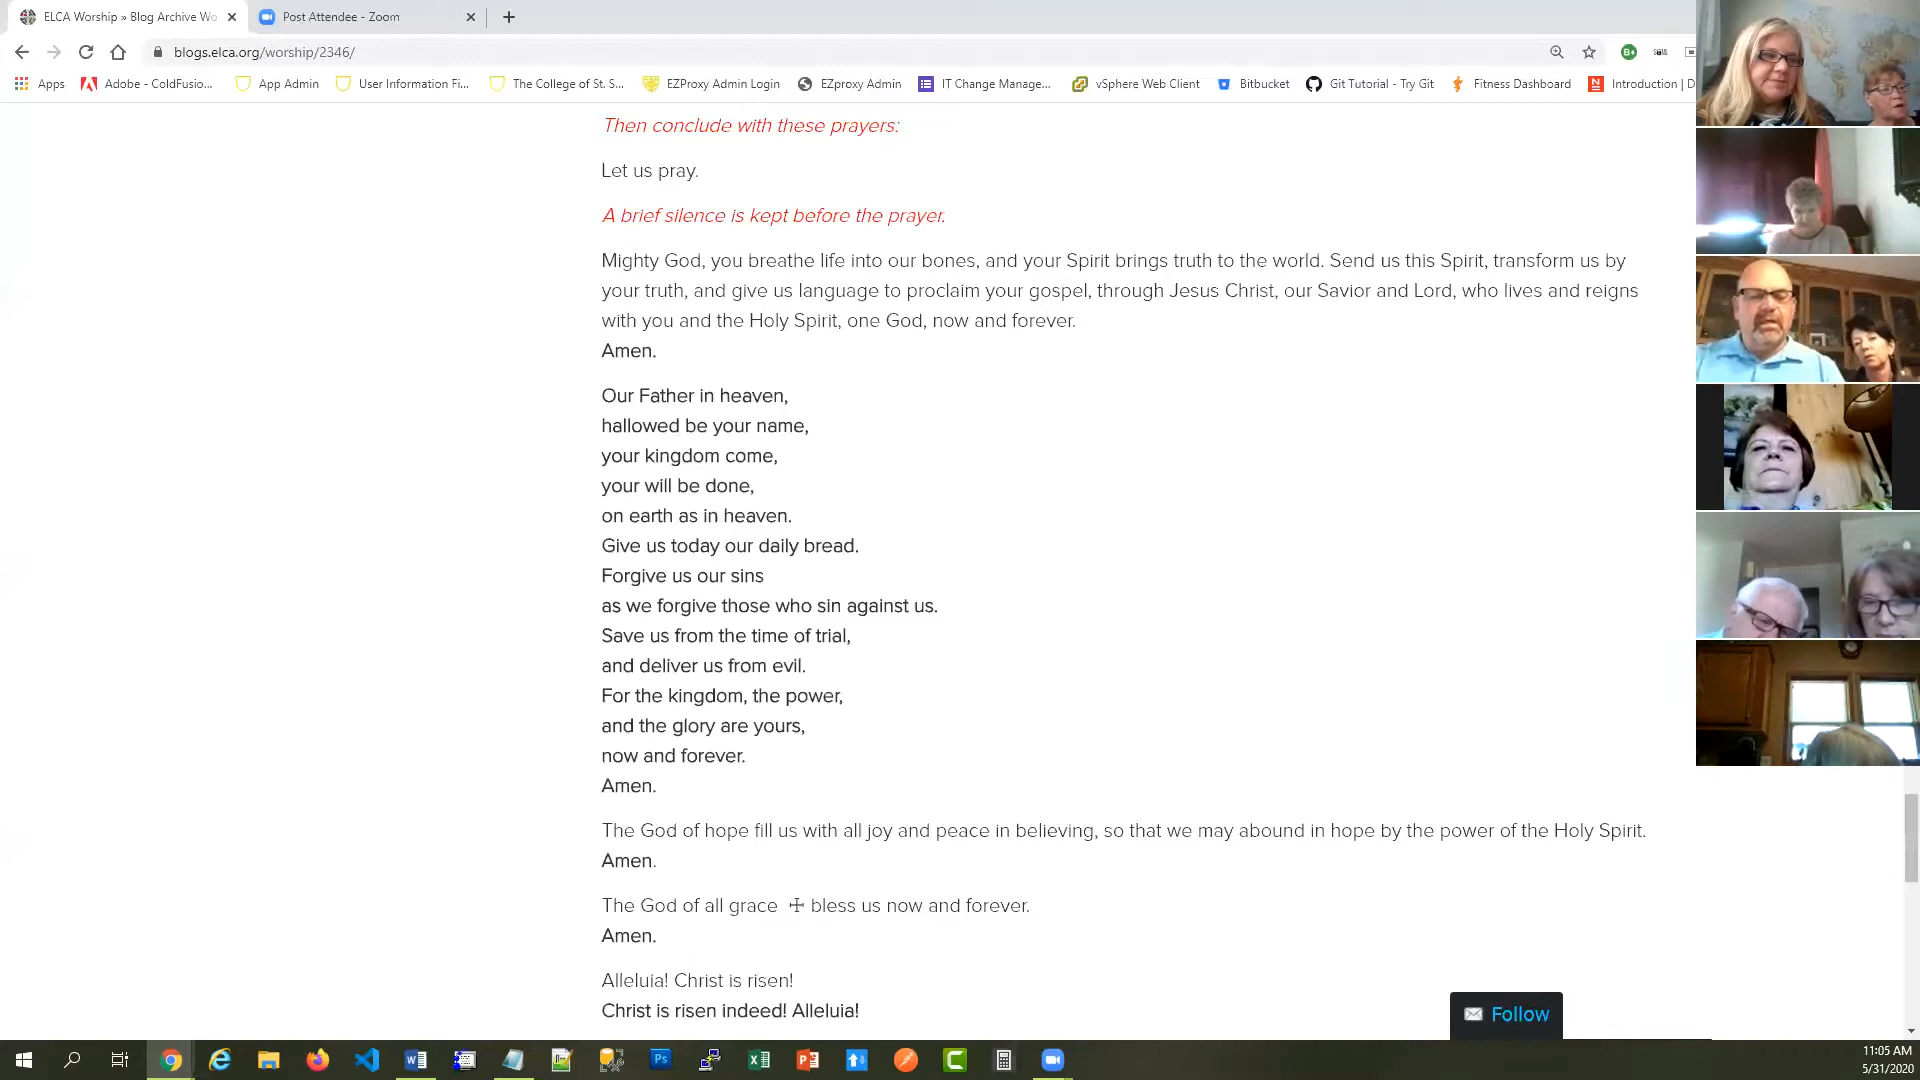 ELCA Worship » Blog Archive Wo
Post Attendee - Zoom
blogs.elca.org/worship/2346/
Apps
Adobe - ColdFusio...
App Admin
User Information Fi...
The College of St. S...
EZProxy Admin Login
EZproxy Admin
IT Change Manage...
vSphere Web Client
Bitbucket
Git Tutorial - Try Git
Fitness Dashboard
Introduction | D
Then conclude with these prayers:
Let us pray.
A brief silence is kept before the prayer.
Mighty God, you breathe life into our bones, and your Spirit brings truth to the world. Send us this Spirit, transform us by
your truth, and give us language to proclaim your gospel, through Jesus Christ, our Savior and Lord, who lives and reigns
with you and the Holy Spirit, one God, now and forever.
Amen.
Our Father in heaven,
hallowed be your name,
your kingdom come,
your will be done,
on earth as in heaven.
Give us today our daily bread.
Forgive us our sins
as we forgive those who sin against us.
Save us from the time of trial,
and deliver us from evil.
For the kingdom, the power,
and the glory are yours,
now and forever.
Amen.
The God of hope fill us with all joy and peace in believing, so that we may abound in hope by the power of the Holy Spirit.
Amen.
The God of all grace ☩ bless us now and forever.
Amen.
Alleluia! Christ is risen!
Christ is risen indeed! Alleluia!
Follow
11:05 AM
5/31/2020